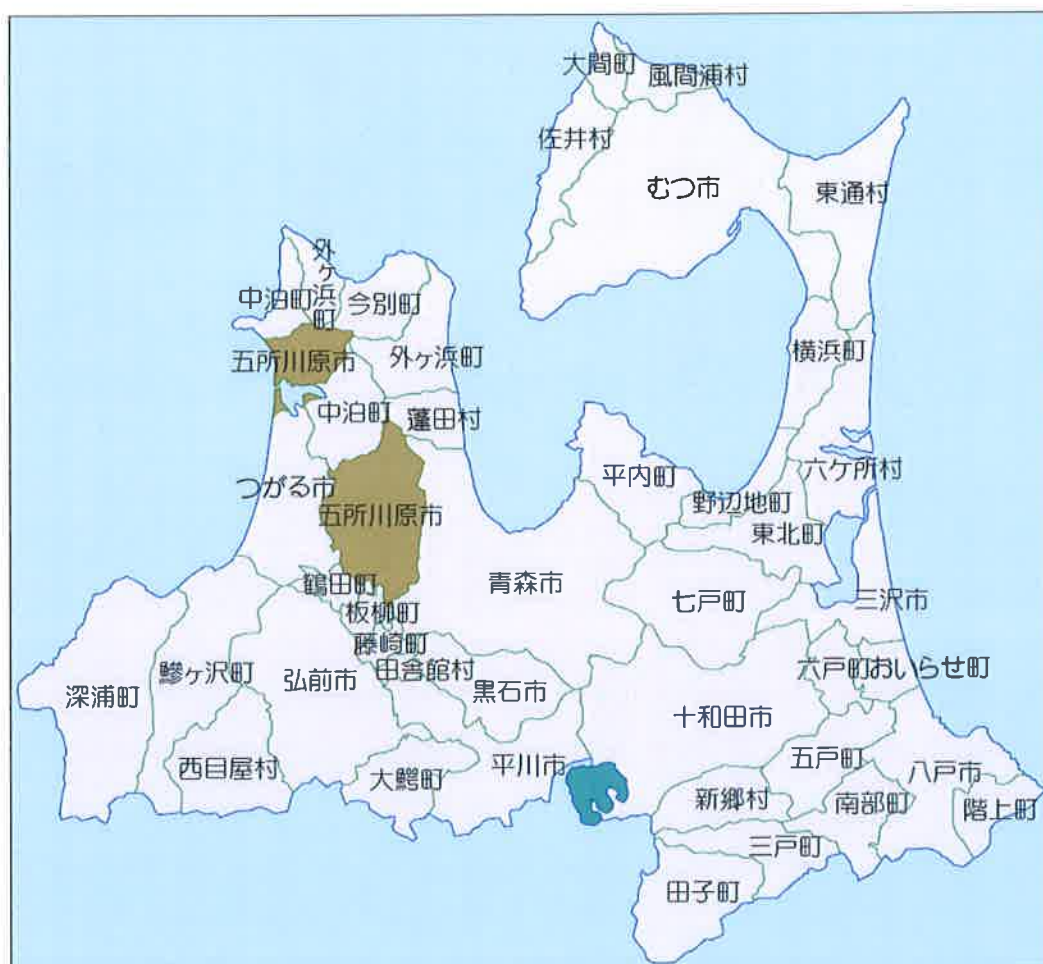 大間町
風間浦村
佐井村
むつ市
東通村
外ヶ浜町
中泊町
今別町
五所川原市
外ヶ浜町
横浜町
中泊町
蓬田村
つがる市
五所川原市
平内町
野辺地町
六ケ所村
東北町
鶴田町
青森市
七戸町
三沢市
板柳町
藤崎町
田舎館村
六戸町
おいらせ町
深浦町
鰺ヶ沢町
弘前市
黒石市
十和田市
西目屋村
大鰐町
平川市
五戸町
八戸市
新郷村
南部町
階上町
三戸町
田子町